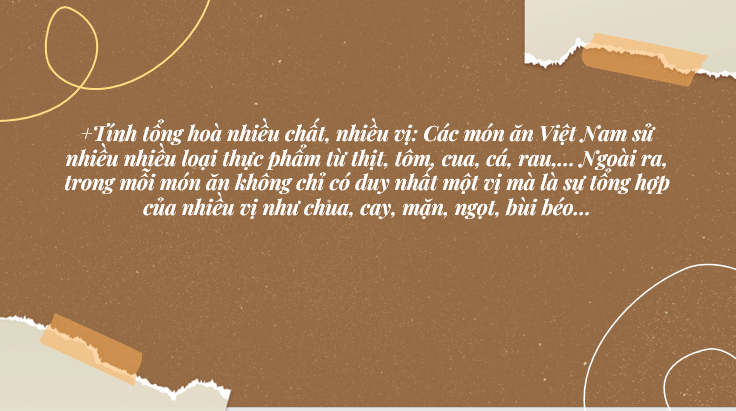 +Tính tổng hoà nhiều chất, nhiều vị: Các món ăn Việt Nam sử
nhiều nhiều loại thực phẩm từ thịt, tôm, cua, cá, rau,... Ngoài ra,
trong mỗi món ăn không chỉ có duy nhất một vị mà là sự tổng hợp
của nhiều vị như chua, cay, mặn, ngọt, bùi béo...